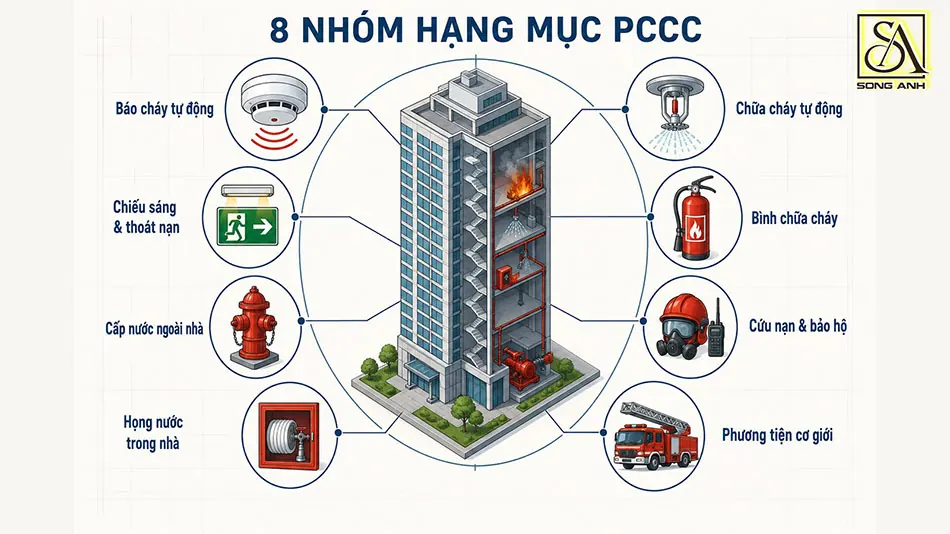 8 NHÓM HẠNG MỤC PCCC
SA
SONG ANH
Báo cháy tự động
Chữa cháy tự động
Chiếu sáng
& thoát nạn
Bình chữa cháy
Cấp nước ngoài nhà
Cứu nạn & bảo hộ
Họng nước
trong nhà
Phương tiện cơ giới